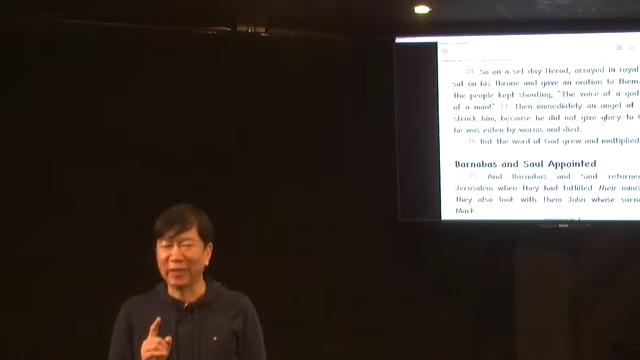 21 So on a set day Herod, arrayed in royal
sat on his throne and gave an oration to them.
the people kept shouting, "The voice of a god
of a man!" 23 Then immediately an angel of
struck him, because he did not give glory to
he was eaten by worms and died.
24 But the word of God grew and multiplied
Barnabas and Saul Appointed
25 And Barnabas and Saul returned
Jerusalem when they had fulfilled their minis
they also took with them John whose surn
Mark.